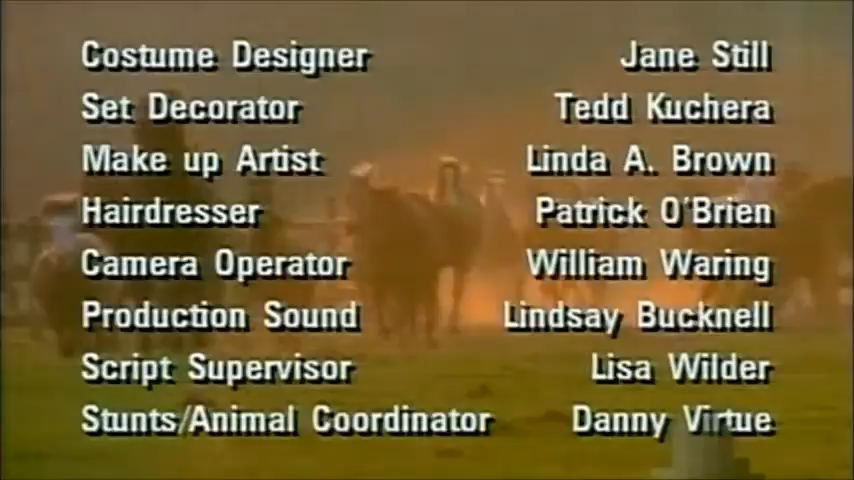 Costume Designer Jane Still
Set Decorator Tedd Kuchera
Make up Artist Linda A. Brown
Hairdresser Patrick O'Brien
Camera Operator William Waring
Production Sound Lindsay Bucknell
Script Supervisor Lisa Wilder
Stunts/Animal Coordinator Danny Virtue